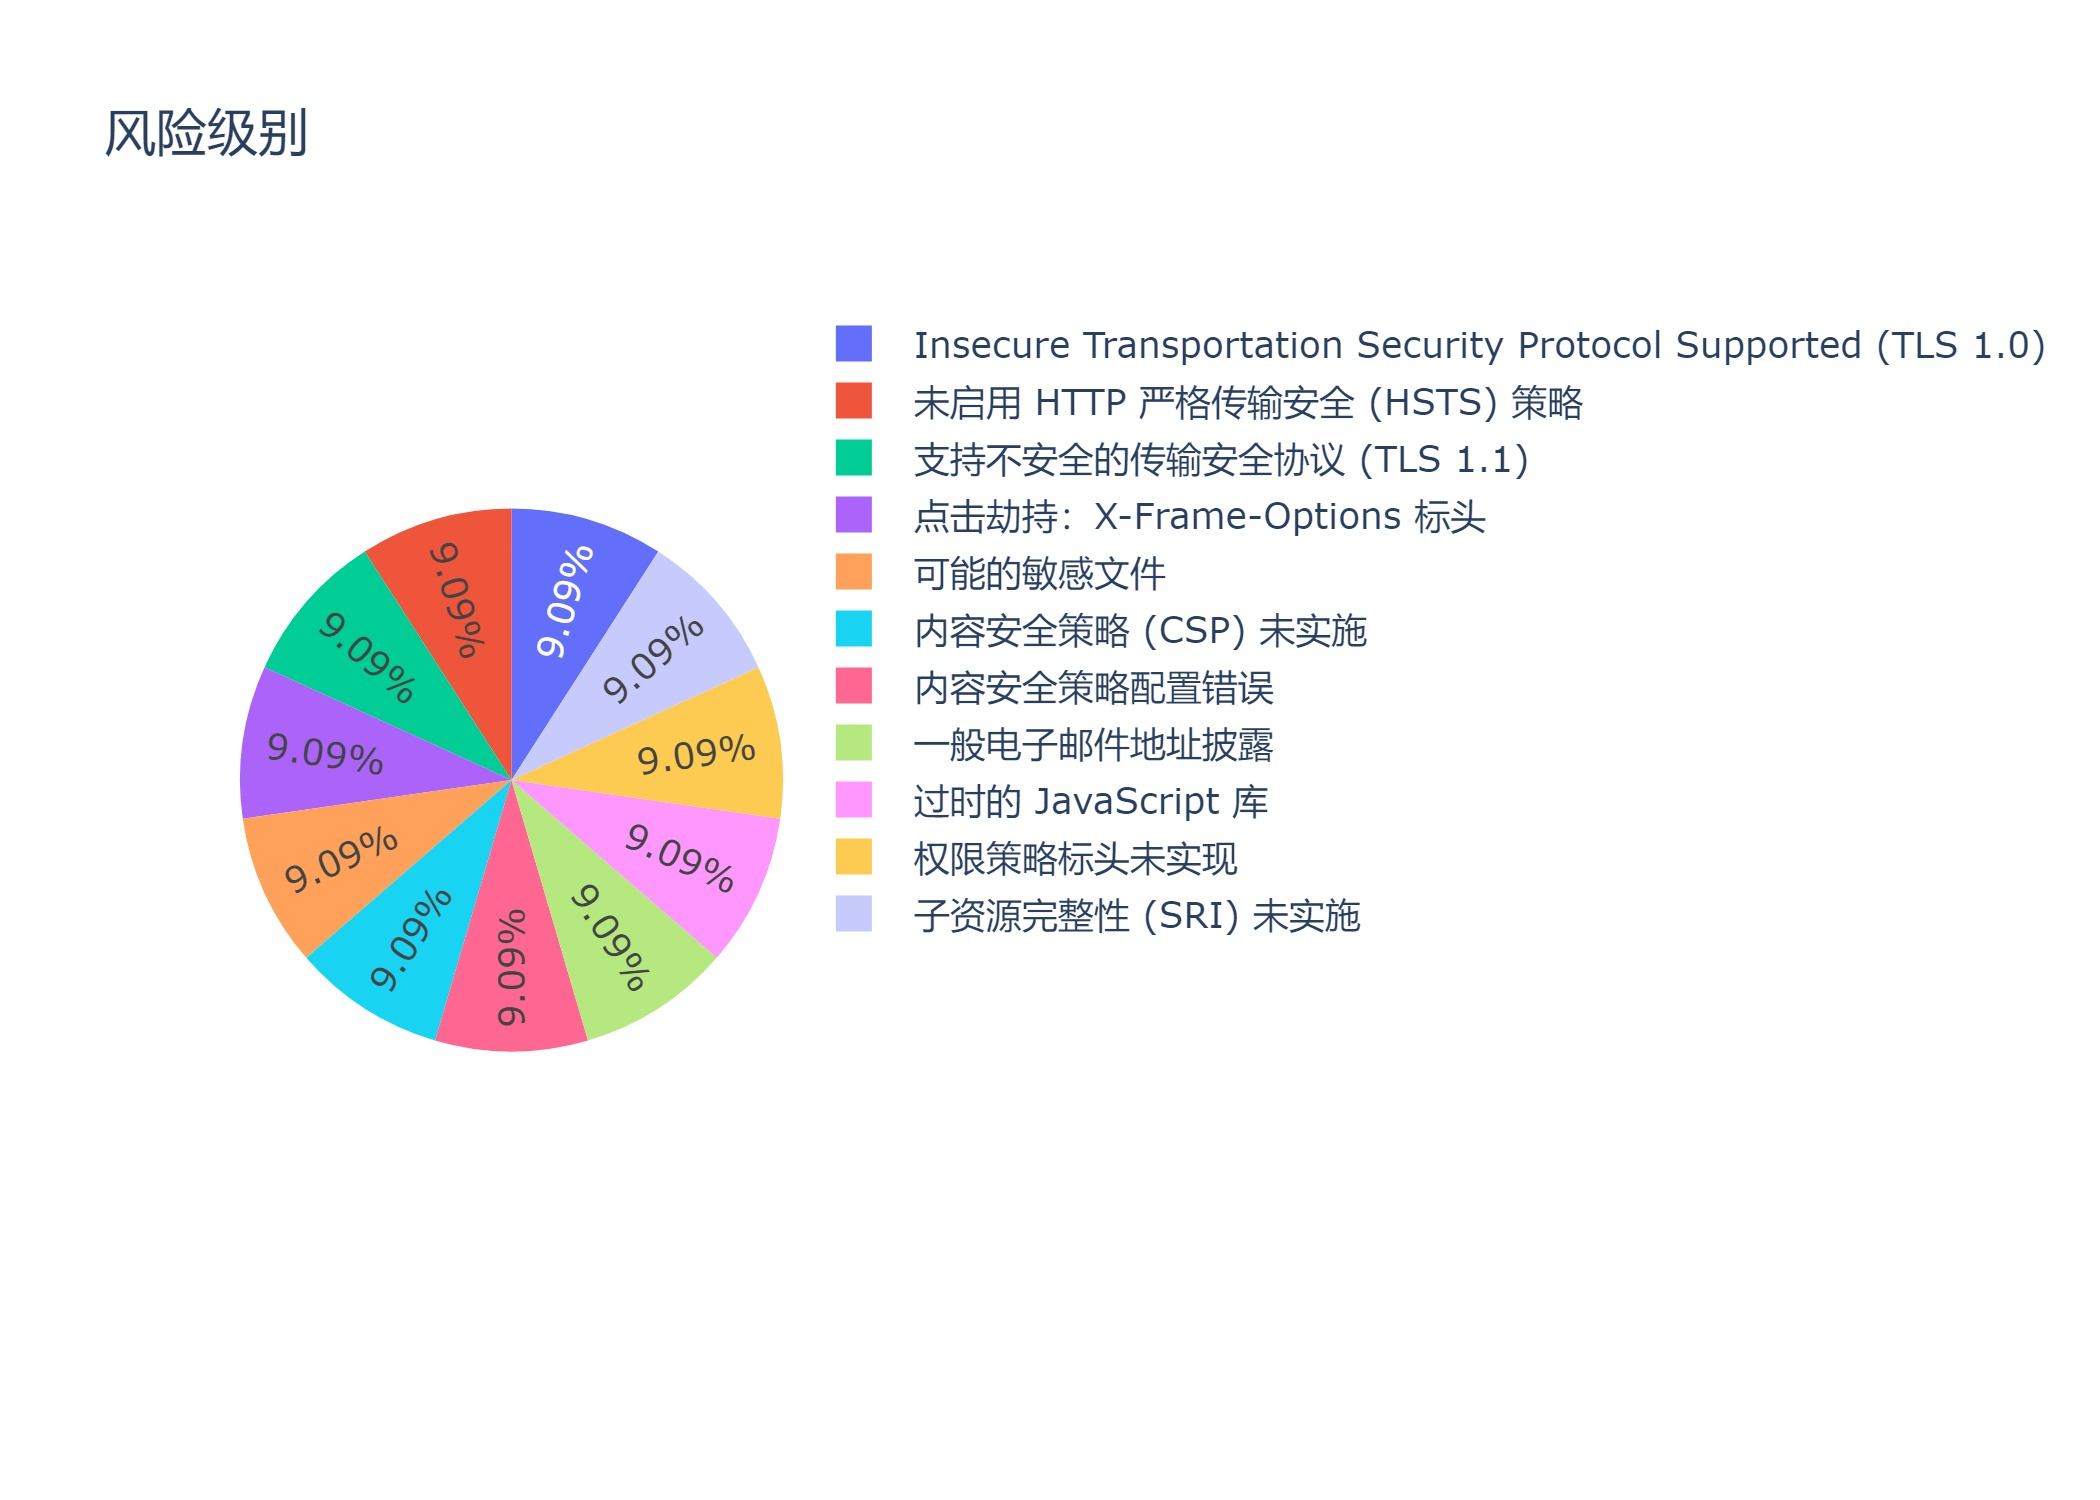 风险级别
Insecure Transportation Security Protocol Supported (TLS 1.0)
未启用 HTTP 严格传输安全 (HSTS) 策略
支持不安全的传输安全协议 (TLS 1.1)
点击劫持：X-Frame-Options 标头
可能的敏感文件
内容安全策略 (CSP) 未实施
内容安全策略配置错误
一般电子邮件地址披露
过时的 JavaScript 库
权限策略标头未实现
子资源完整性 (SRI) 未实施
9.09%
9.09%
9.09%
9.09%
9.09%
9.09%
9.09%
9.09%
9.09%
9.09%
9.09%